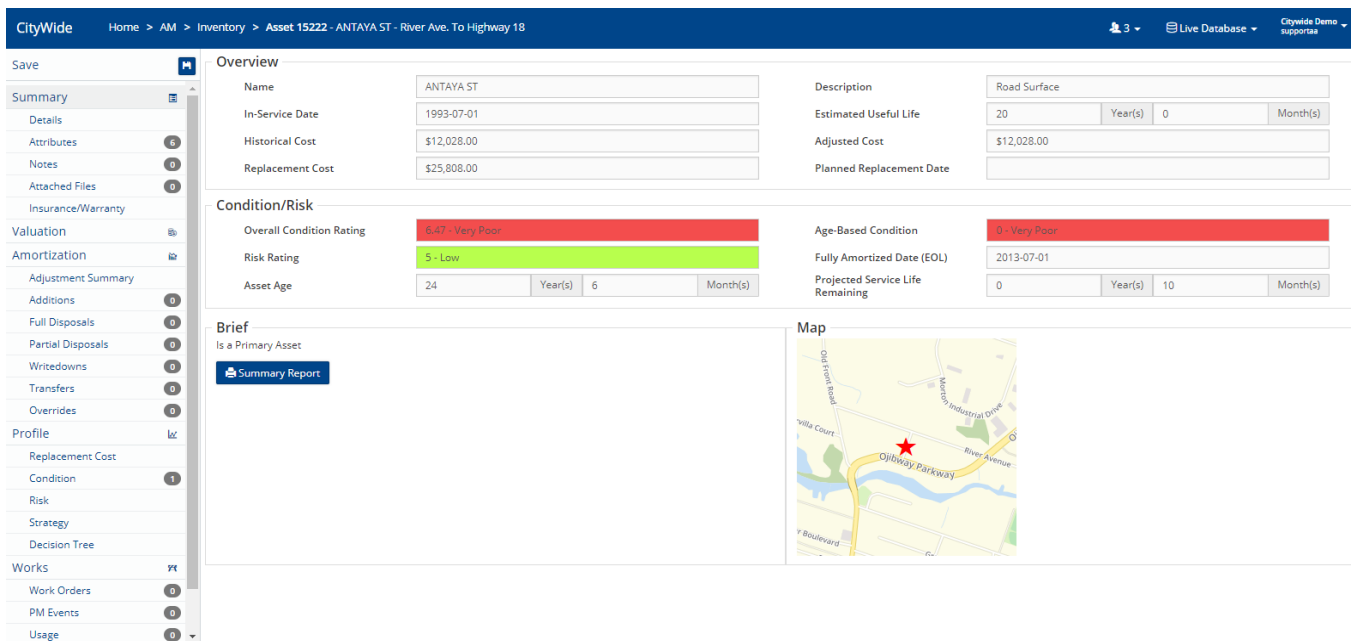 CityWide
Home > AM > Inventory > Asset 15222 - ANTAYA ST - River Ave. To Highway 18
3
Live Database
Citywide Demo
supportaa
Save
Summary
Details
Attributes 6
Notes 0
Attached Files 0
Insurance/Warranty
Valuation
Amortization
Adjustment Summary
Additions 0
Full Disposals 0
Partial Disposals 0
Writedowns 0
Transfers 0
Overrides 0
Profile
Replacement Cost
Condition 1
Risk
Strategy
Decision Tree
Works
Work Orders 0
PM Events 0
Usage 0
Overview
Name ANTAYA ST Description Road Surface
In-Service Date 1993-07-01 Estimated Useful Life 20 Year(s) 0 Month(s)
Historical Cost $12,028.00 Adjusted Cost $12,028.00
Replacement Cost $25,808.00 Planned Replacement Date
Condition/Risk
Overall Condition Rating 6.47 - Very Poor Age-Based Condition 0 - Very Poor
Risk Rating 5 - Low Fully Amortized Date (EOL) 2013-07-01
Asset Age 24 Year(s) 6 Month(s) Projected Service Life Remaining 0 Year(s) 10 Month(s)
Brief
Is a Primary Asset
Summary Report
Map
Old Front Road
Morton Industrial Drive
villa Court
River Avenue
Ojibway Parkway
r Boulevard